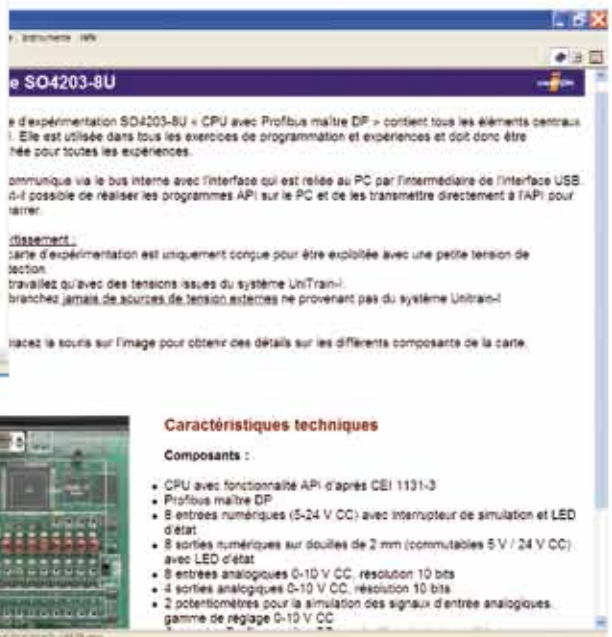 Instruments Hilfe
e SO4203-8U
e d'expérimentation SO4203-8U « CPU avec Profibus maître DP » contient tous les éléments centraux
I. Elle est utilisée dans tous les exercices de programmation et expériences et doit donc être
hée pour toutes les expériences.
ommunique via le bus interne avec l'interface qui est reliée au PC par l'intermédiaire de l'interface USB.
st-il possible de réaliser les programmes API sur le PC et de les transmettre directement à l'API pour
arrer.
rtissement :
carte d'expérimentation est uniquement conçue pour être exploitée avec une petite tension de
tection
travaillez qu'avec des tensions issues du système UniTrain-I.
branchez jamais de sources de tension externes ne provenant pas du système Unitrain-I
lacez la souris sur l'image pour obtenir des détails sur les différents composants de la carte.
Caractéristiques techniques
Composants :
• CPU avec fonctionnalité API d'après CEI 1131-3
• Profibus maître DP
• 8 entrées numériques (5-24 V CC) avec interrupteur de simulation et LED
d'état
• 8 sorties numériques sur douilles de 2 mm (commutables 5 V / 24 V CC)
avec LED d'état
• 8 entrées analogiques 0-10 V CC, résolution 10 bits
• 4 sorties analogiques 0-10 V CC, résolution 10 bits
• 2 potentiomètres pour la simulation des signaux d'entrée analogiques,
gamme de réglage 0-10 V CC